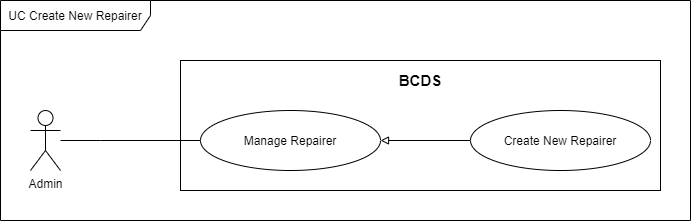 UC Create New Repairer
BCDS
Manage Repairer
Create New Repairer
Admin